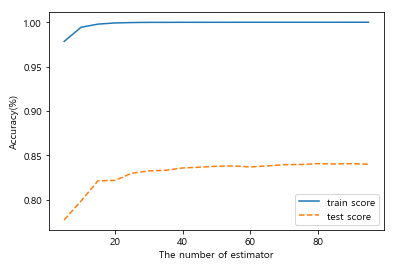 1.00
0.95
0.90
0.85
0.80
Accuracy(%)
20
40
60
80
The number of estimator
train score
test score